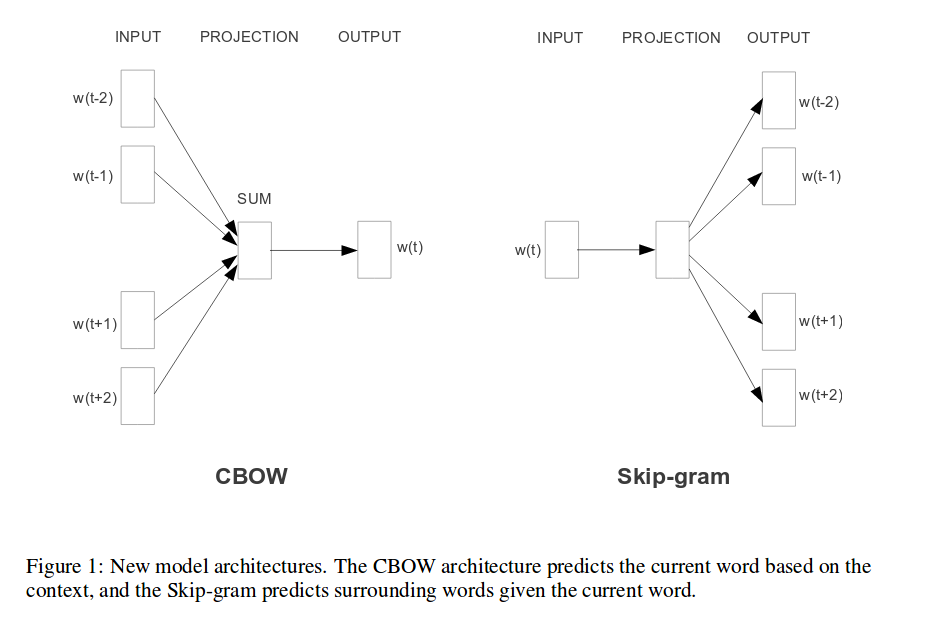 INPUT PROJECTION OUTPUT
w(t-2)
w(t-1)
SUM
w(t)
w(t+1)
w(t+2)
CBOW
INPUT PROJECTION OUTPUT
w(t-2)
w(t-1)
w(t)
w(t+1)
w(t+2)
Skip-gram
Figure 1: New model architectures. The CBOW architecture predicts the current word based on the
context, and the Skip-gram predicts surrounding words given the current word.